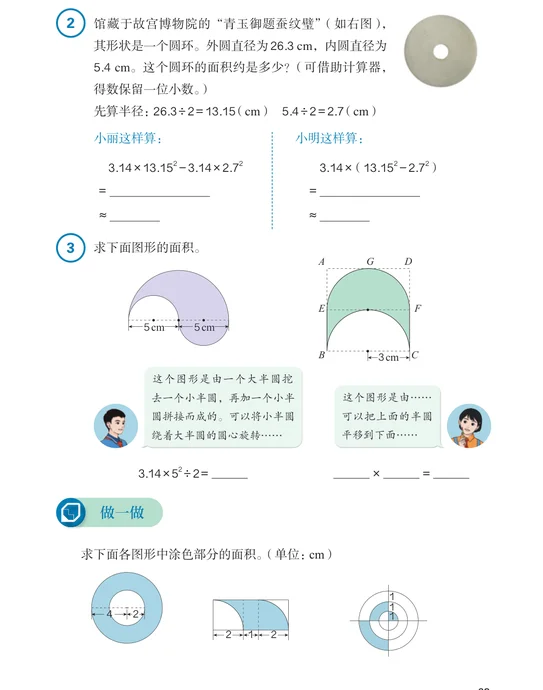 2 馆藏于故宫博物院的“青玉御题蚕纹璧”（如右图），
其形状是一个圆环。外圆直径为26.3 cm，内圆直径为
5.4 cm。这个圆环的面积约是多少？（可借助计算器，
得数保留一位小数。）
先算半径：26.3÷2=13.15（cm） 5.4÷2=2.7（cm）
小丽这样算： 小明这样算：
3.14×13.15²−3.14×2.7² 3.14×（13.15²−2.7²）
= ______ = ______
≈ ______ ≈ ______
3 求下面图形的面积。
A G D
E F
5 cm 5 cm
B 3 cm C
这个图形是由一个大半圆挖
去一个小半圆，再加一个小半
圆拼接而成的。可以将小半圆
绕着大半圆的圆心旋转……
这个图形是由……
可以把上面的半圆
平移到下面……
3.14×5²÷2= ______ ______ × ______ = ______
做一做
求下面各图形中涂色部分的面积。（单位：cm）
4 2
2 1 2
1
1
1